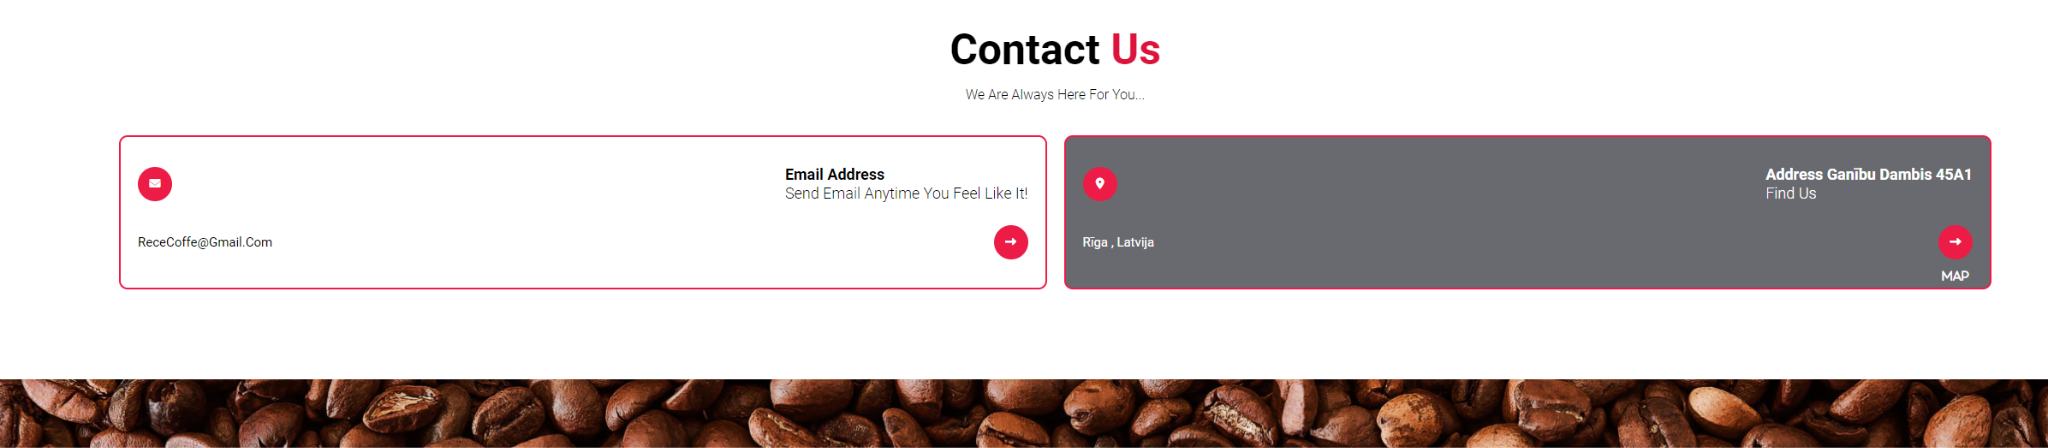 Contact Us
We Are Always Here For You...
Email Address
Send Email Anytime You Feel Like It!
ReceCoffe@Gmail.Com
Address Ganību Dambis 45A1
Find Us
Rīga , Latvija
MAP